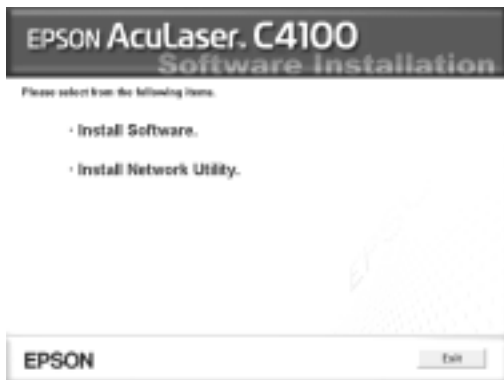 EPSON AcuLaser. C4100
Software Installation
Please select from the following items.
· Install Software.
· Install Network Utility.
EPSON
Exit